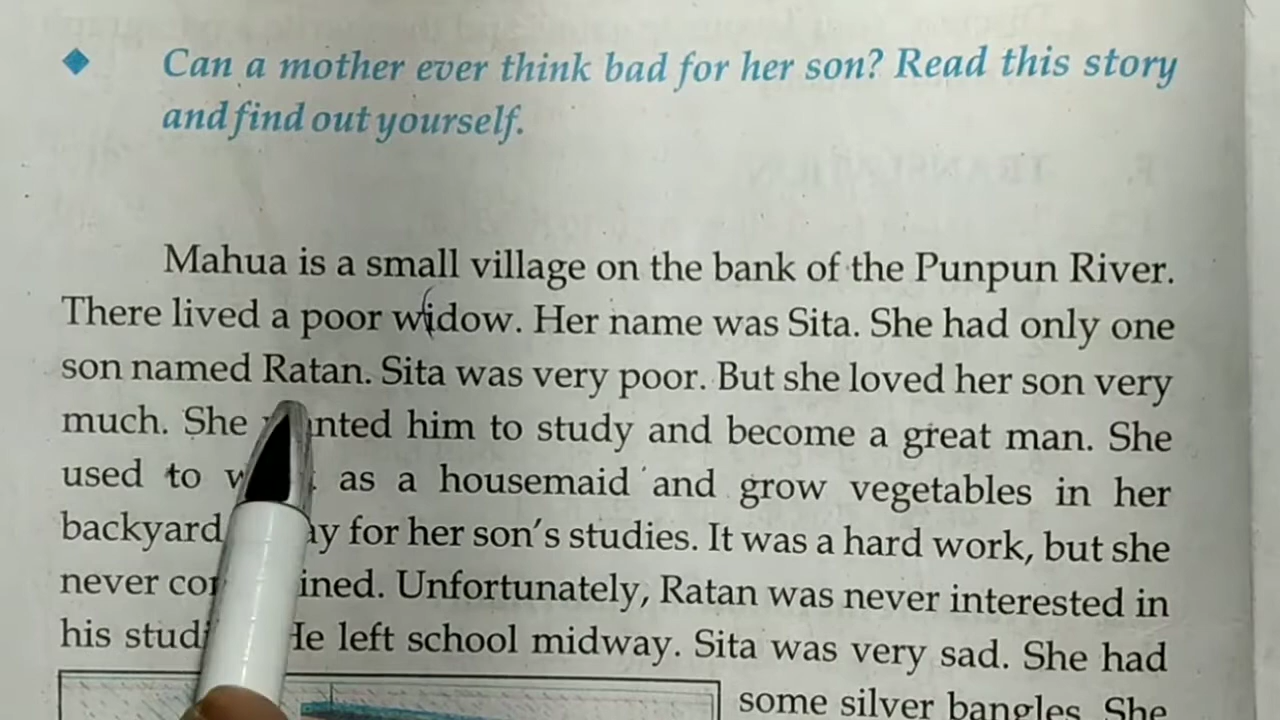 Can a mother ever think bad for her son? Read this story
and find out yourself.
Mahua is a small village on the bank of the Punpun River.
There lived a poor widow. Her name was Sita. She had only one
son named Ratan. Sita was very poor. But she loved her son very
much. She wanted him to study and become a great man. She
used to as a housemaid and grow vegetables in her
backyard for her son's studies. It was a hard work, but she
never Unfortunately, Ratan was never interested in
his He left school midway. Sita was very sad. She had
some silver bangles. She